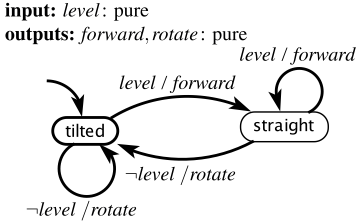 input: level: pure
outputs: forward, rotate: pure
level / forward
level / forward
tilted
straight
¬level / rotate
¬level / rotate